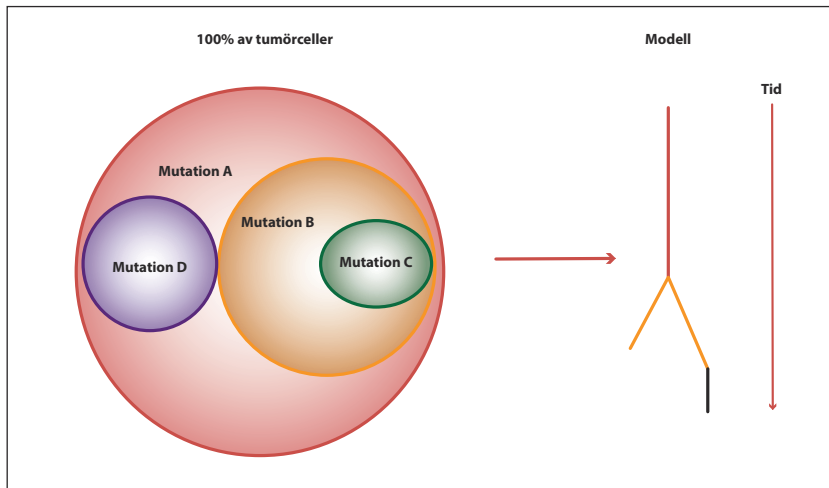 100% av tumörceller
Modell
Tid
Mutation A
Mutation B
Mutation C
Mutation D